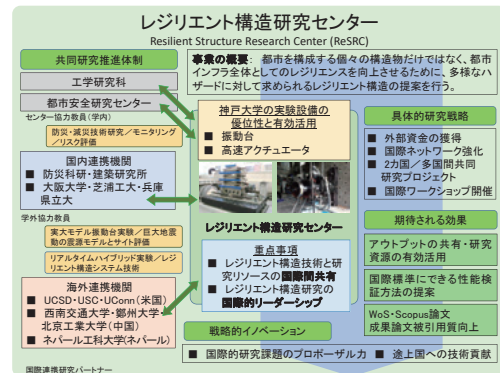 レジリエント構造研究センター
Resilient Structure Research Center (ReSRC)
共同研究推進体制
工学研究科
都市安全研究センター
センター協力教員(学内)
防災・減災技術研究／モニタリング
／リスク評価
国内連携機関
■ 防災科研・建築研究所
■ 大阪大学・芝浦工大・兵庫
県立大
学外協力教員
実大モデル振動台実験／巨大地震
動の震源モデルとサイト評価
リアルタイムハイブリッド実験／レジ
リエント構造システム技術
海外連携機関
■ UCSD・USC・UConn(米国)
■ 西南交通大学・鄭州大学・
北京工業大学(中国)
■ ネパール工科大学(ネパール)
国際連携研究パートナー
事業の概要: 都市を構成する個々の構造物だけではなく、都市
インフラ全体としてのレジリエンスを向上させるために、多様なハ
ザードに対して求められるレジリエント構造の提案を行う。
神戸大学の実験設備の
優位性と有効活用
■ 振動台
■ 高速アクチュエータ
レジリエント構造研究センター
重点事項
■ レジリエント構造技術と研
究リソースの国際間共有
■ レジリエント構造研究の
国際的リーダーシップ
具体的研究戦略
■ 外部資金の獲得
■ 国際ネットワーク強化
■ 2カ国／多国間共同
研究プロジェクト
■ 国際ワークショップ開催
期待される効果
アウトプットの共有・研究
資源の有効活用
国際標準にできる性能検
証方法の提案
WoS・Scopus論文
成果論文被引用質向上
戦略的イノベーション
■ 国際的研究課題のプロポーザル力 ■ 途上国への技術貢献